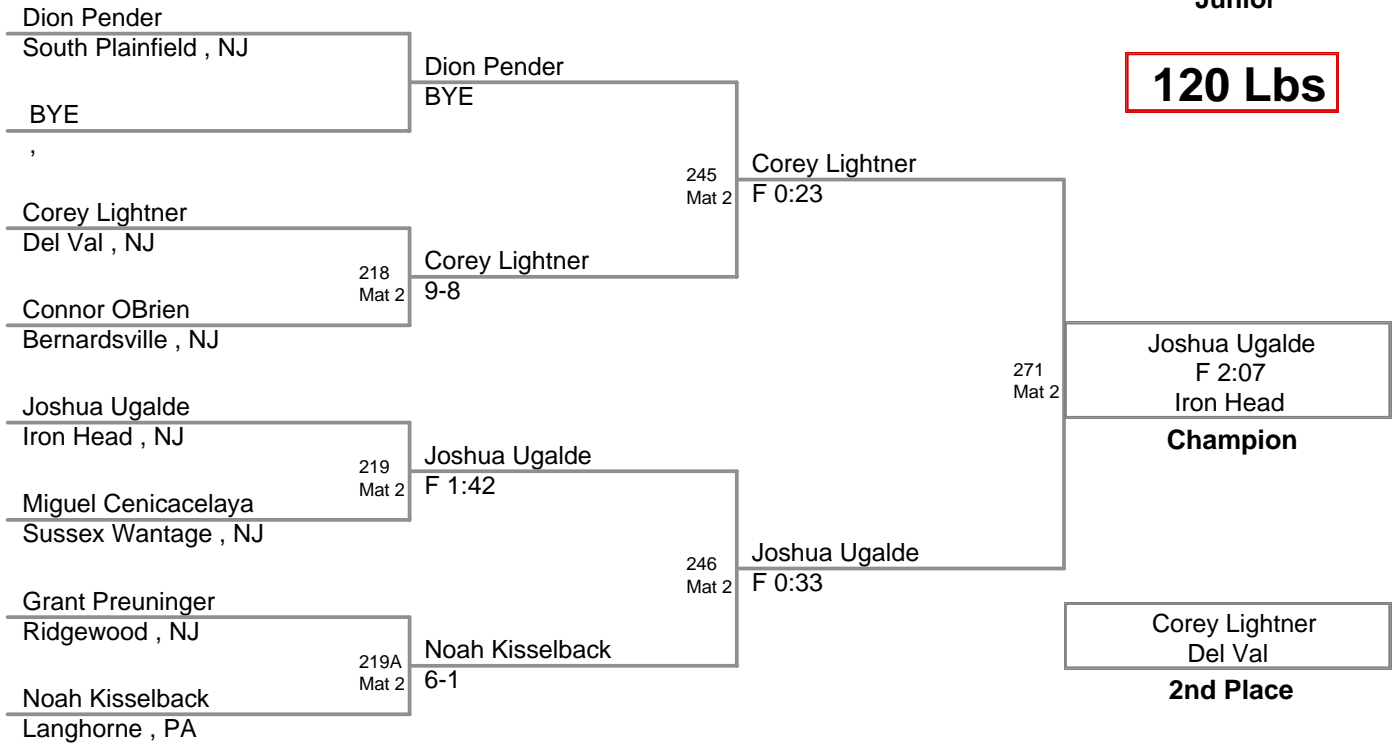 Junior
120 Lbs
Dion Pender
South Plainfield , NJ
BYE
,
Corey Lightner
Del Val , NJ
218
Mat 2
Connor OBrien
Bernardsville , NJ
Joshua Ugalde
Iron Head , NJ
219
Mat 2
Miguel Cenicacelaya
Sussex Wantage , NJ
Grant Preuninger
Ridgewood , NJ
219A
Mat 2
Noah Kisselback
Langhorne , PA
Dion Pender
BYE
245
Mat 2
Corey Lightner
9-8
Joshua Ugalde
F 1:42
246
Mat 2
Noah Kisselback
6-1
Corey Lightner
F 0:23
271
Mat 2
Joshua Ugalde
F 0:33
Joshua Ugalde
F 2:07
Iron Head
Champion
Corey Lightner
Del Val
2nd Place